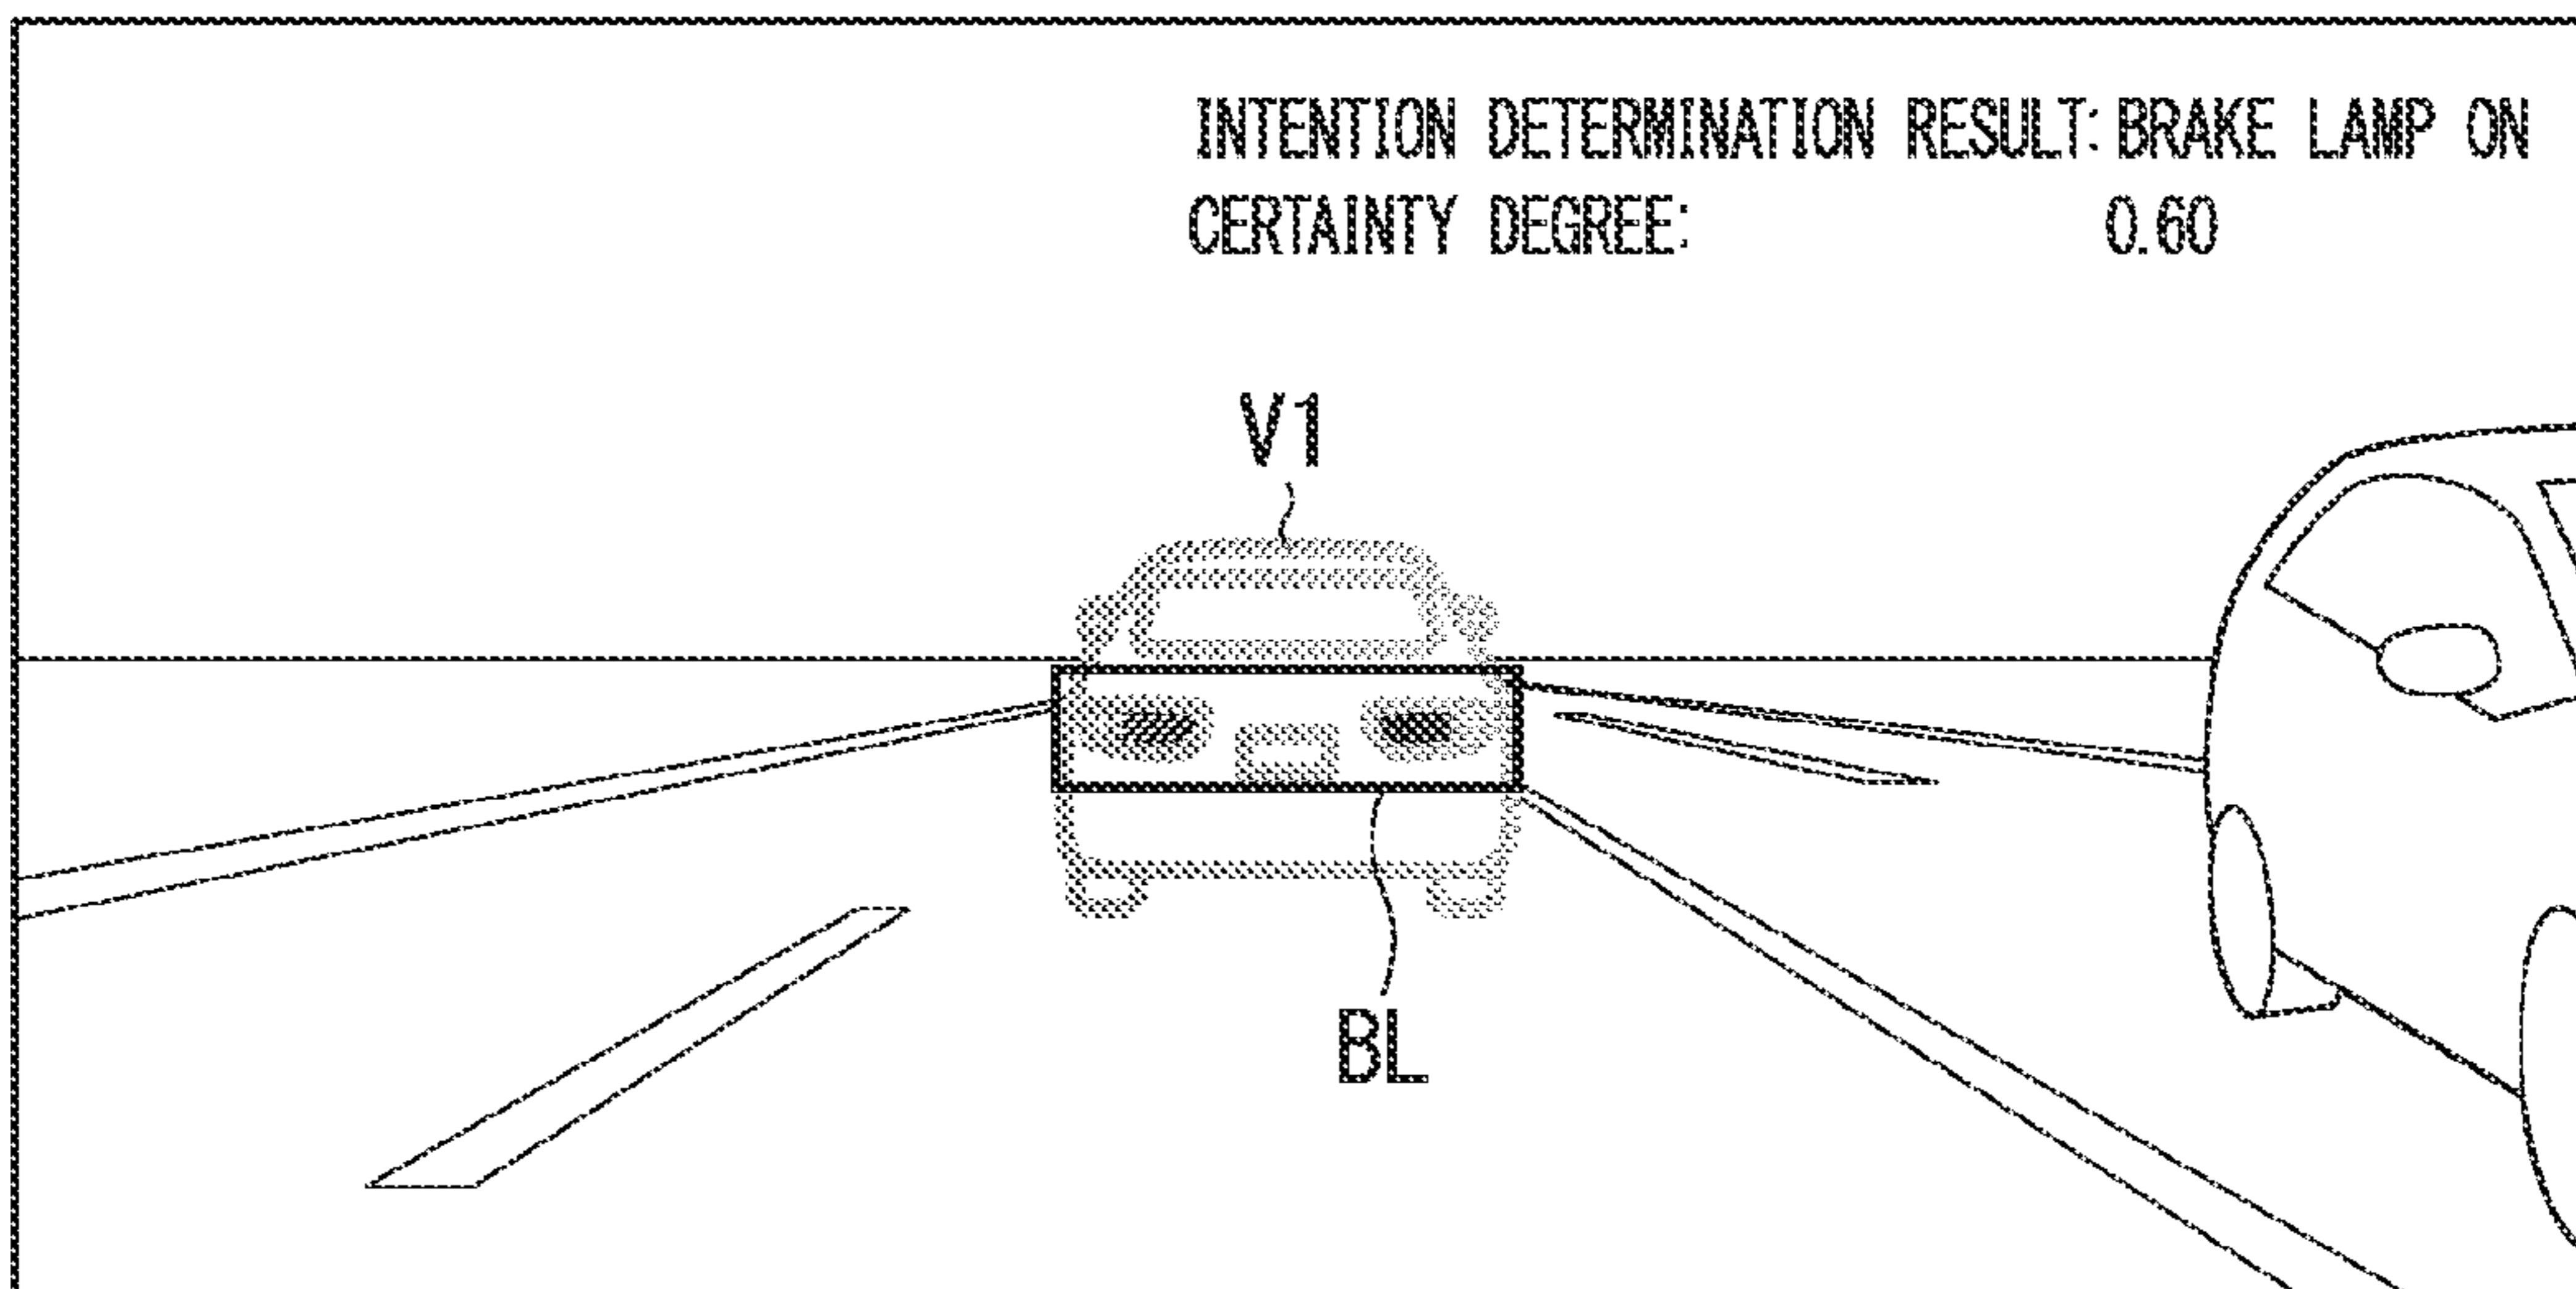 INTENTION DETERMINATION RESULT: BRAKE LAMP ON
CERTAINTY DEGREE: 0.60
V1
BL